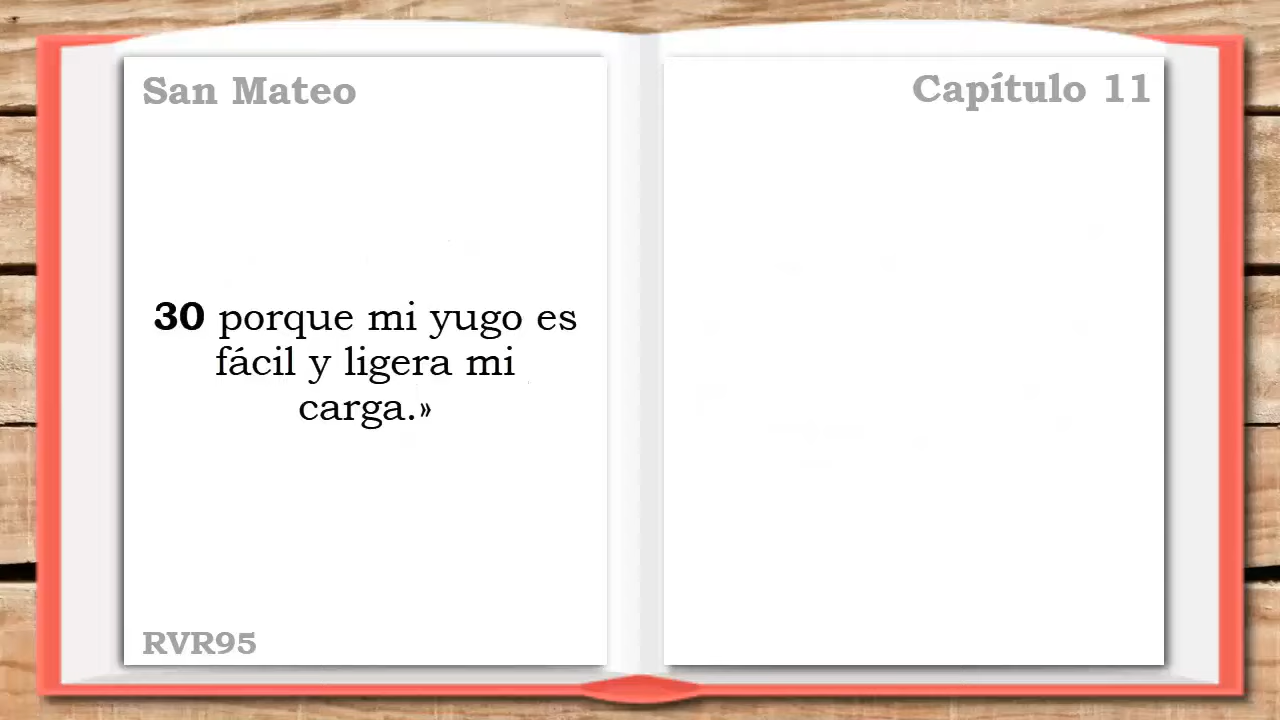 San Mateo
Capítulo 11
30 porque mi yugo es
fácil y ligera mi
carga.»
RVR95